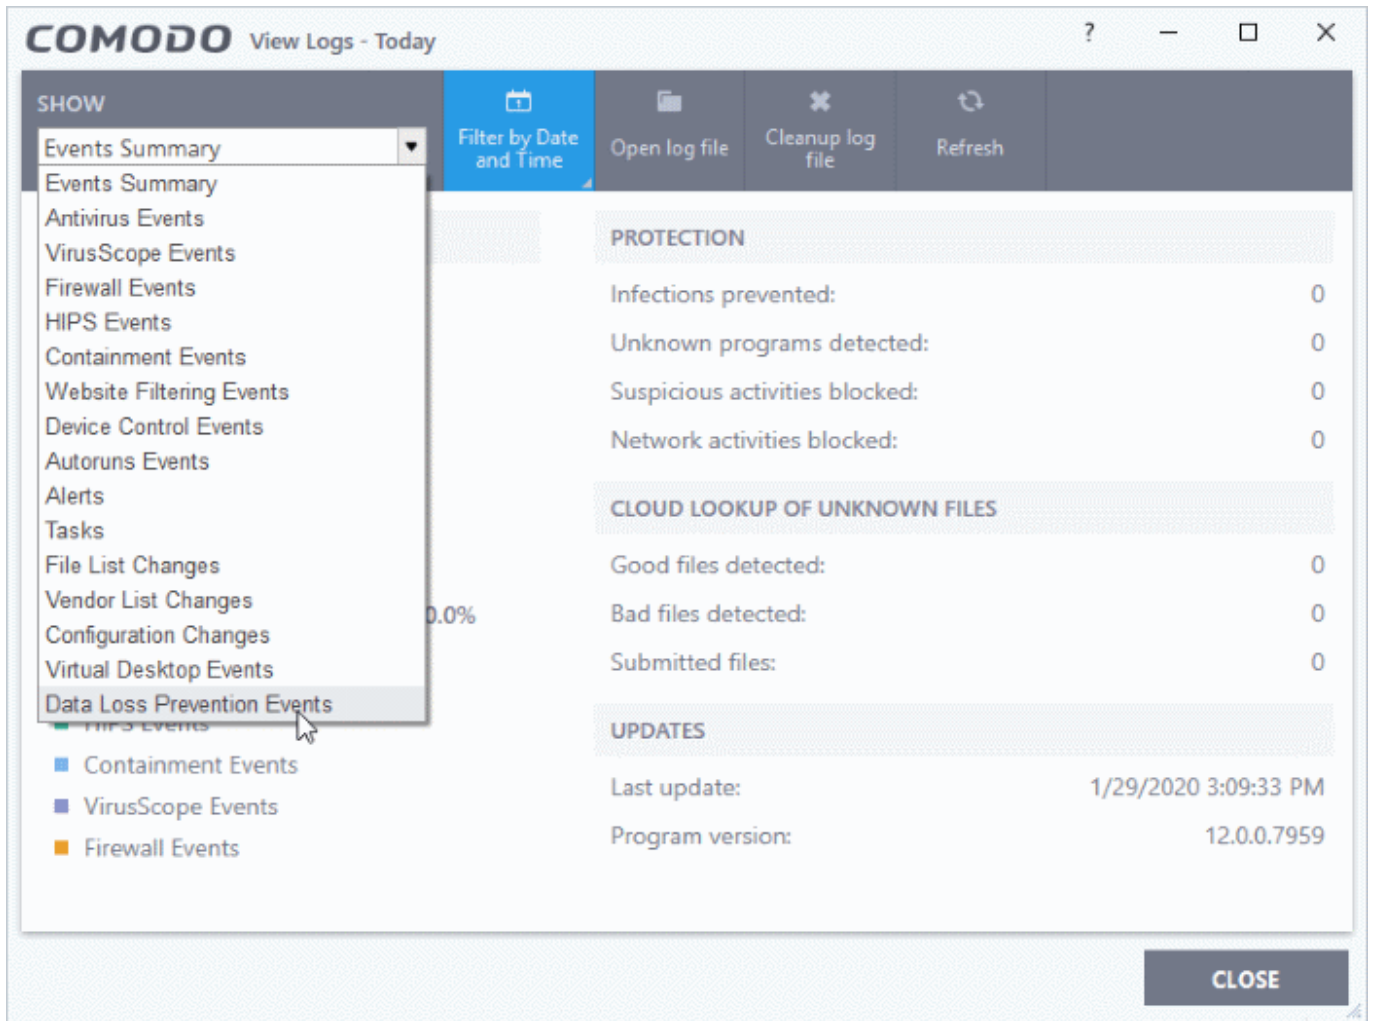 COMODO View Logs - Today
?
SHOW
Events Summary
Filter by Date
and Time
Open log file
Cleanup log
file
Refresh
Events Summary
Antivirus Events
VirusScope Events
Firewall Events
HIPS Events
Containment Events
Website Filtering Events
Device Control Events
Autoruns Events
Alerts
Tasks
File List Changes
Vendor List Changes
Configuration Changes
Virtual Desktop Events
Data Loss Prevention Events
0.0%
HIPS Events
Containment Events
VirusScope Events
Firewall Events
PROTECTION
Infections prevented: 0
Unknown programs detected: 0
Suspicious activities blocked: 0
Network activities blocked: 0
CLOUD LOOKUP OF UNKNOWN FILES
Good files detected: 0
Bad files detected: 0
Submitted files: 0
UPDATES
Last update: 1/29/2020 3:09:33 PM
Program version: 12.0.0.7959
CLOSE